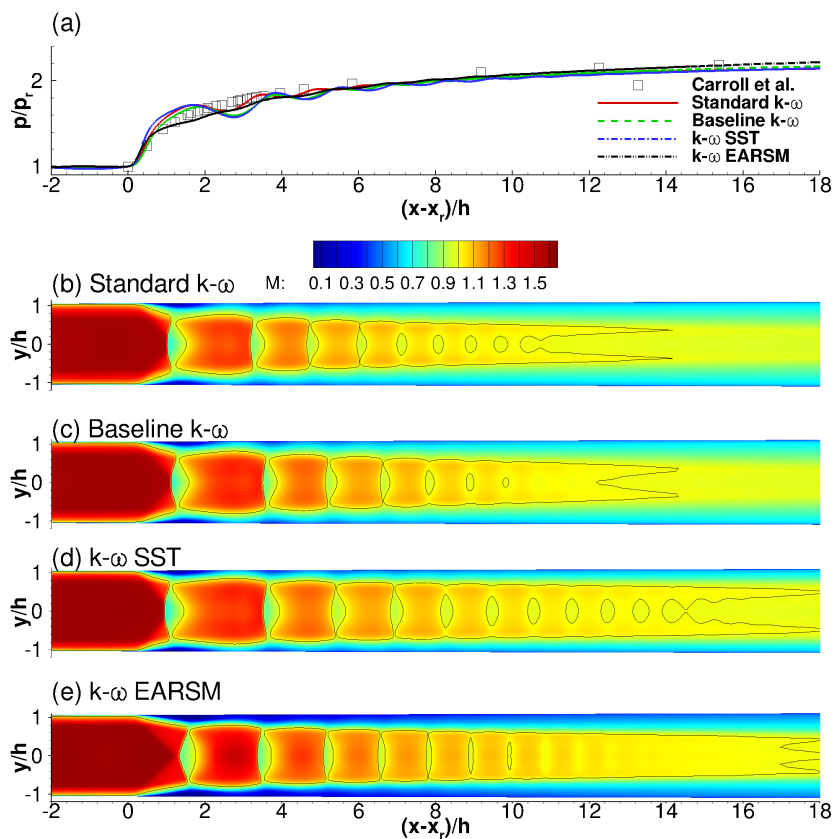 (a)
p/pr
2
1
Carroll et al.
Standard k-ω
Baseline k-ω
k-ω SST
k-ω EARSM
-2 0 2 4 6 8 10 12 14 16 18
(x-xr)/h
M: 0.1 0.3 0.5 0.7 0.9 1.1 1.3 1.5
(b) Standard k-ω
y/h
1
0
-1
(c) Baseline k-ω
y/h
1
0
-1
(d) k-ω SST
y/h
1
0
-1
(e) k-ω EARSM
y/h
1
0
-1
-2 0 2 4 6 8 10 12 14 16 18
(x-xr)/h